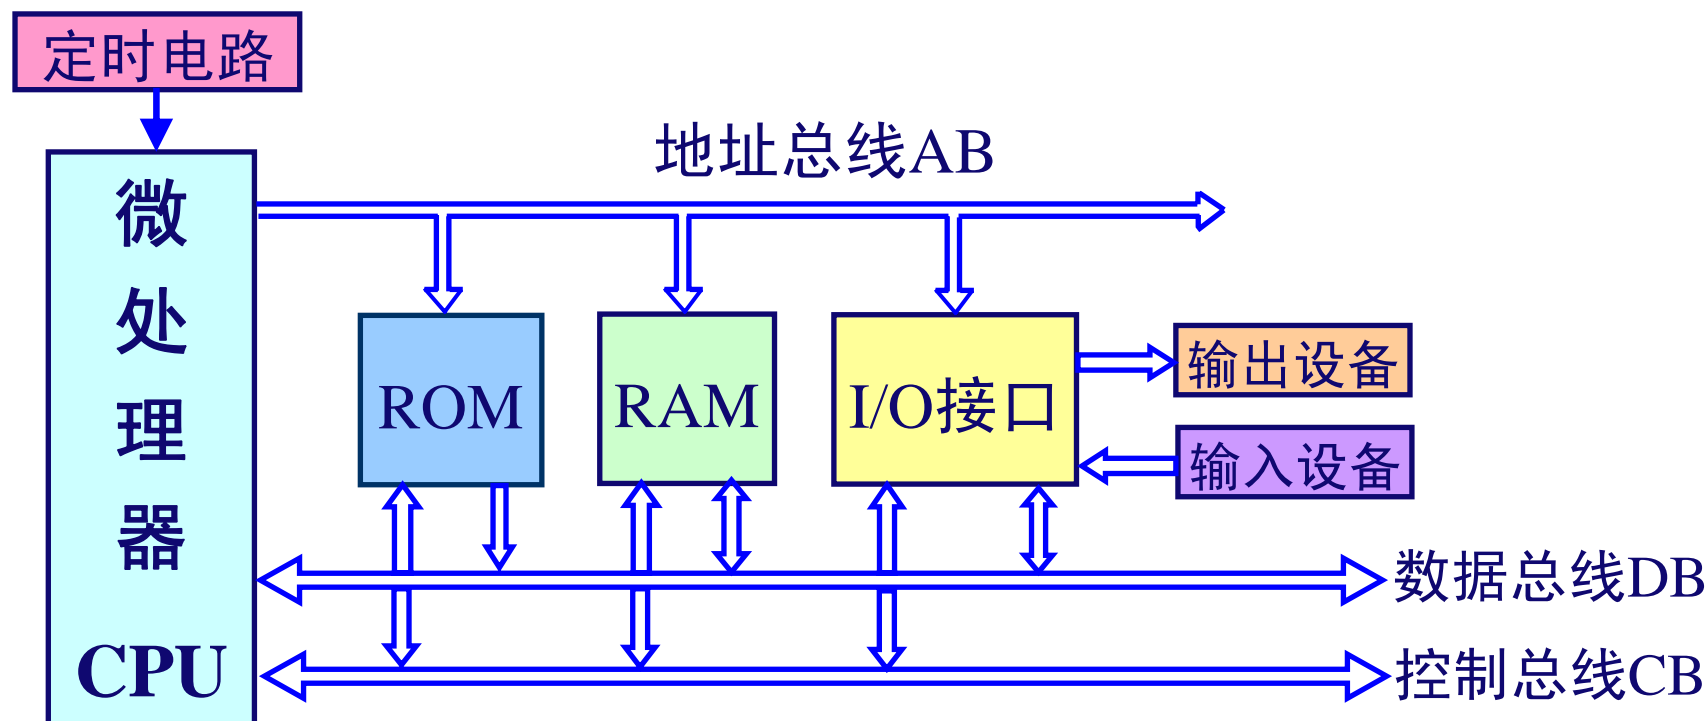 定时电路
地址总线AB
微
处
理
器
CPU
ROM
RAM
I/O接口
输出设备
输入设备
数据总线DB
控制总线CB